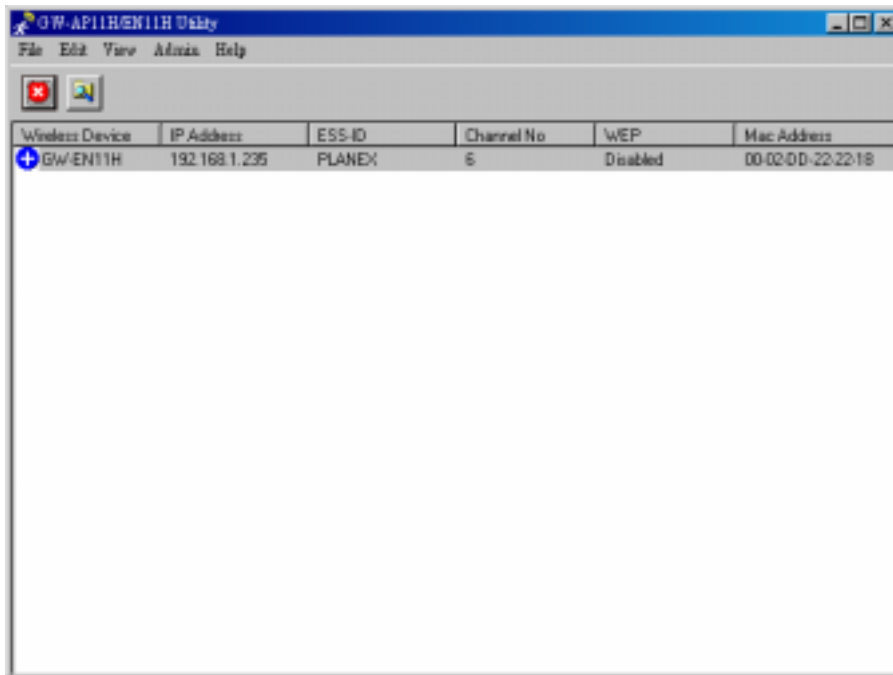 GW-AP11H/EN11H Utility
File Edit View Admin Help
Wireless Device IP Address ESS-ID Channel No WEP Mac Address
GW-EN11H 192.168.1.235 PLANEX 6 Disabled 00-02-DD-22-22-18